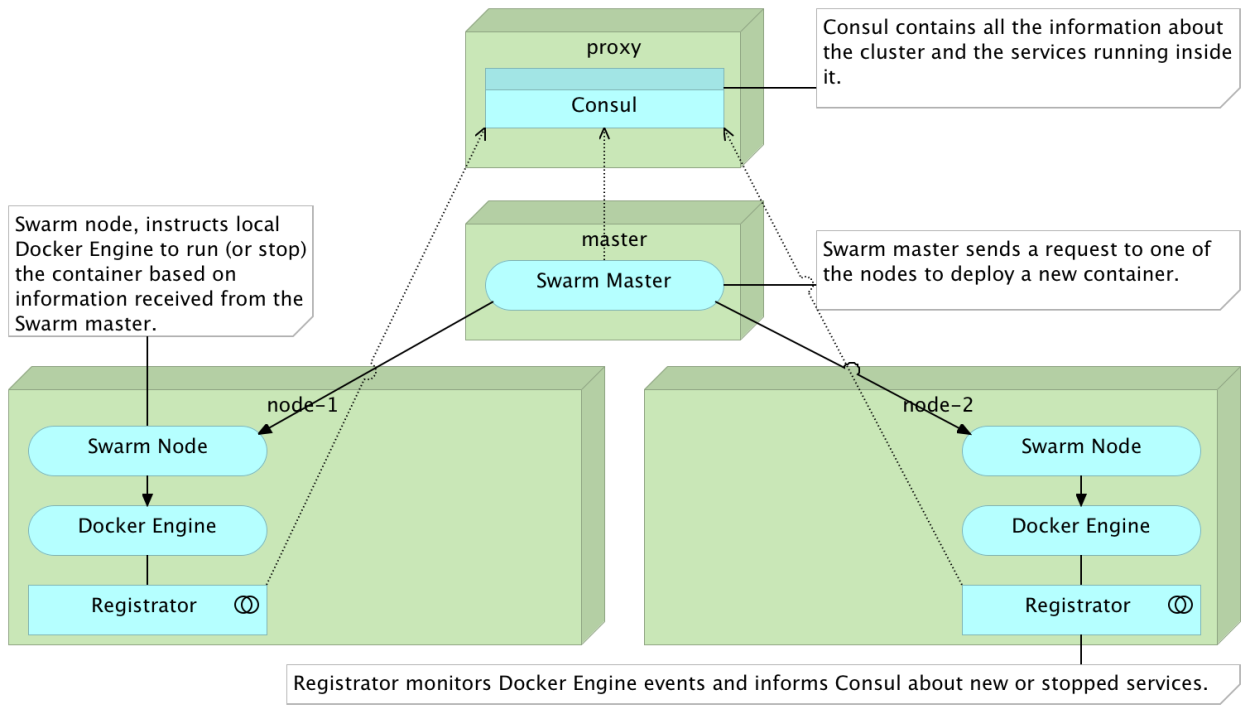 proxy
Consul
Consul contains all the information about
the cluster and the services running inside
it.
Swarm node, instructs local
Docker Engine to run (or stop)
the container based on
information received from the
Swarm master.
master
Swarm Master
Swarm master sends a request to one of
the nodes to deploy a new container.
node-1
Swarm Node
Docker Engine
Registrator
node-2
Swarm Node
Docker Engine
Registrator
Registrator monitors Docker Engine events and informs Consul about new or stopped services.